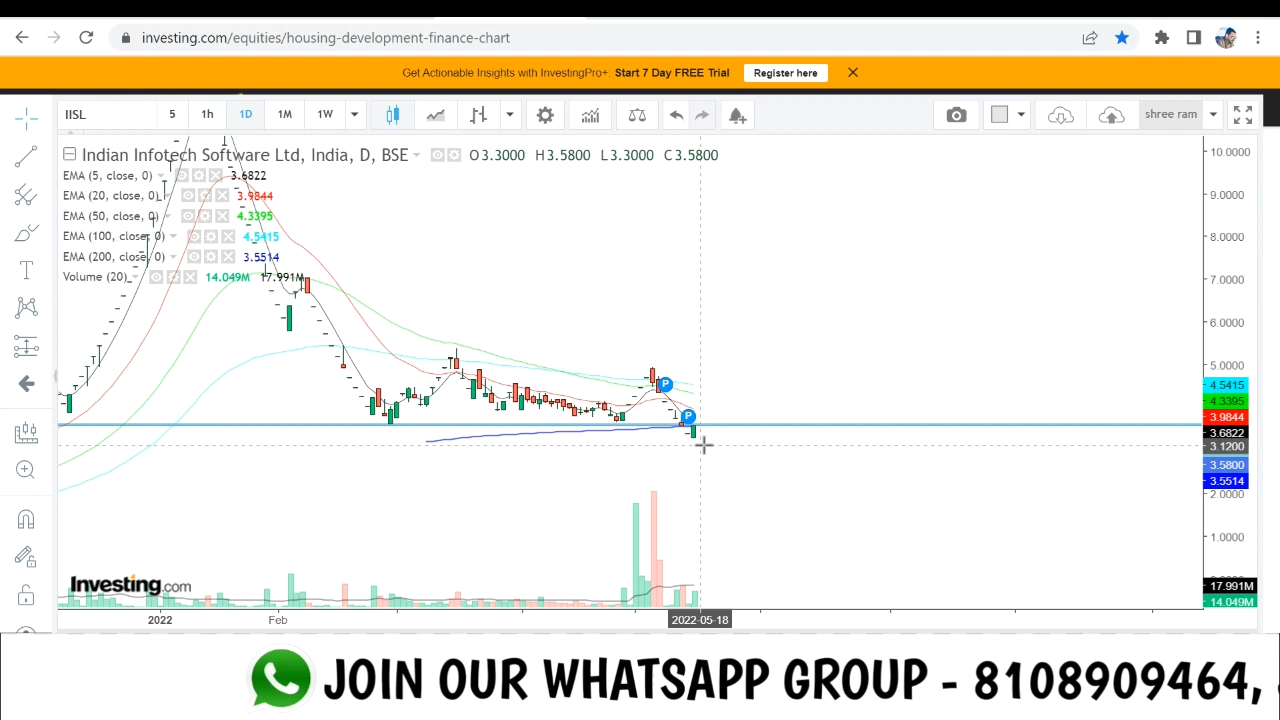 investing.com/equities/housing-development-finance-chart
Get Actionable Insights with InvestingPro+: Start 7 Day FREE Trial Register here
IISL 5 1h 1D 1M 1W shree ram
Indian Infotech Software Ltd, India, D, BSE O3.3000 H3.5800 L3.3000 C3.5800
EMA (5, close, 0) 3.6822
EMA (20, close, 0) 3.9844
EMA (50, close, 0) 4.3395
EMA (100, close, 0) 4.5415
EMA (200, close, 0) 3.5514
Volume (20) 14.049M 17.991M
10.0000
9.0000
8.0000
7.0000
6.0000
5.0000
4.5415
4.3395
3.9844
3.6822
3.1200
3.5800
3.5514
2.0000
1.0000
17.991M
14.049M
P
P
Investing.com
2022 Feb 2022-05-18
JOIN OUR WHATSAPP GROUP - 8108909464,